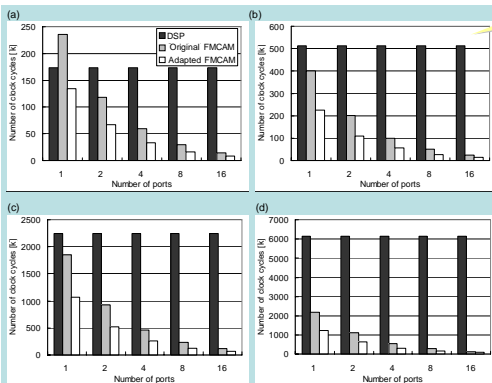 (a)
Number of clock cycles [k]
250
200
150
100
50
0
DSP
Original FMCAM
Adapted FMCAM
1 2 4 8 16
Number of ports
(b)
Number of clock cycles [k]
600
500
400
300
200
100
0
1 2 4 8 16
Number of ports
(c)
Number of clock cycles [k]
2500
2000
1500
1000
500
0
1 2 4 8 16
Number of ports
(d)
Number of clock cycles [k]
7000
6000
5000
4000
3000
2000
1000
0
1 2 4 8 16
Number of ports